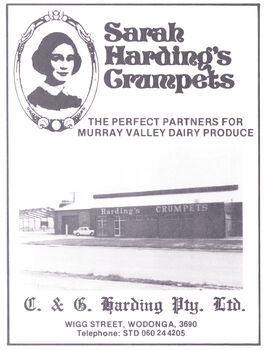 Sarah
Harding's
Crumpets
THE PERFECT PARTNERS FOR
MURRAY VALLEY DAIRY PRODUCE
Harding's CRUMPETS
C. & G. Harding Pty. Ltd.
WIGG STREET, WODONGA, 3690
Telephone: STD 060 24 4205